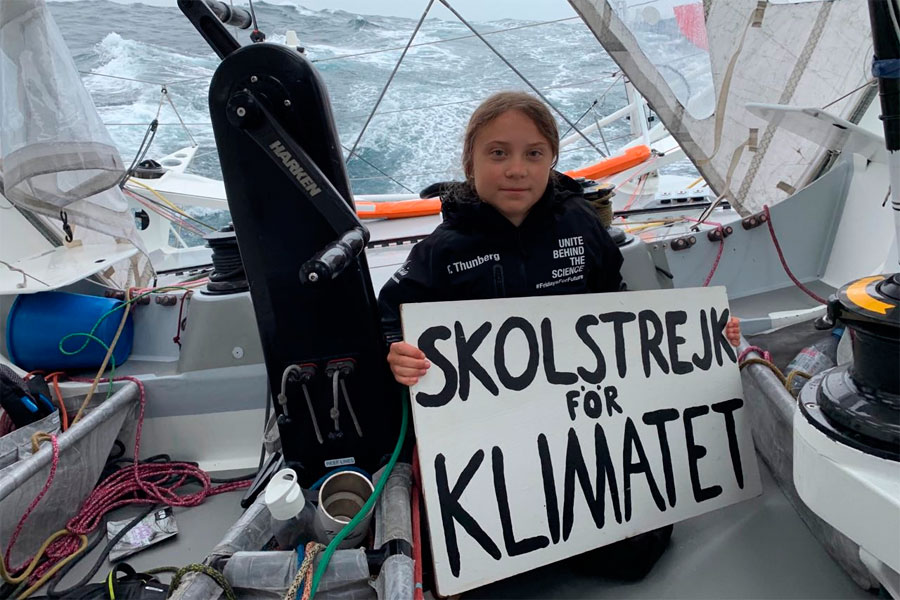 HARKEN
T. Thunberg
UNITE
BEHIND
THE
SCIENCE
#FridaysForFuture
SKOLSTREJK
FÖR
KLIMATET